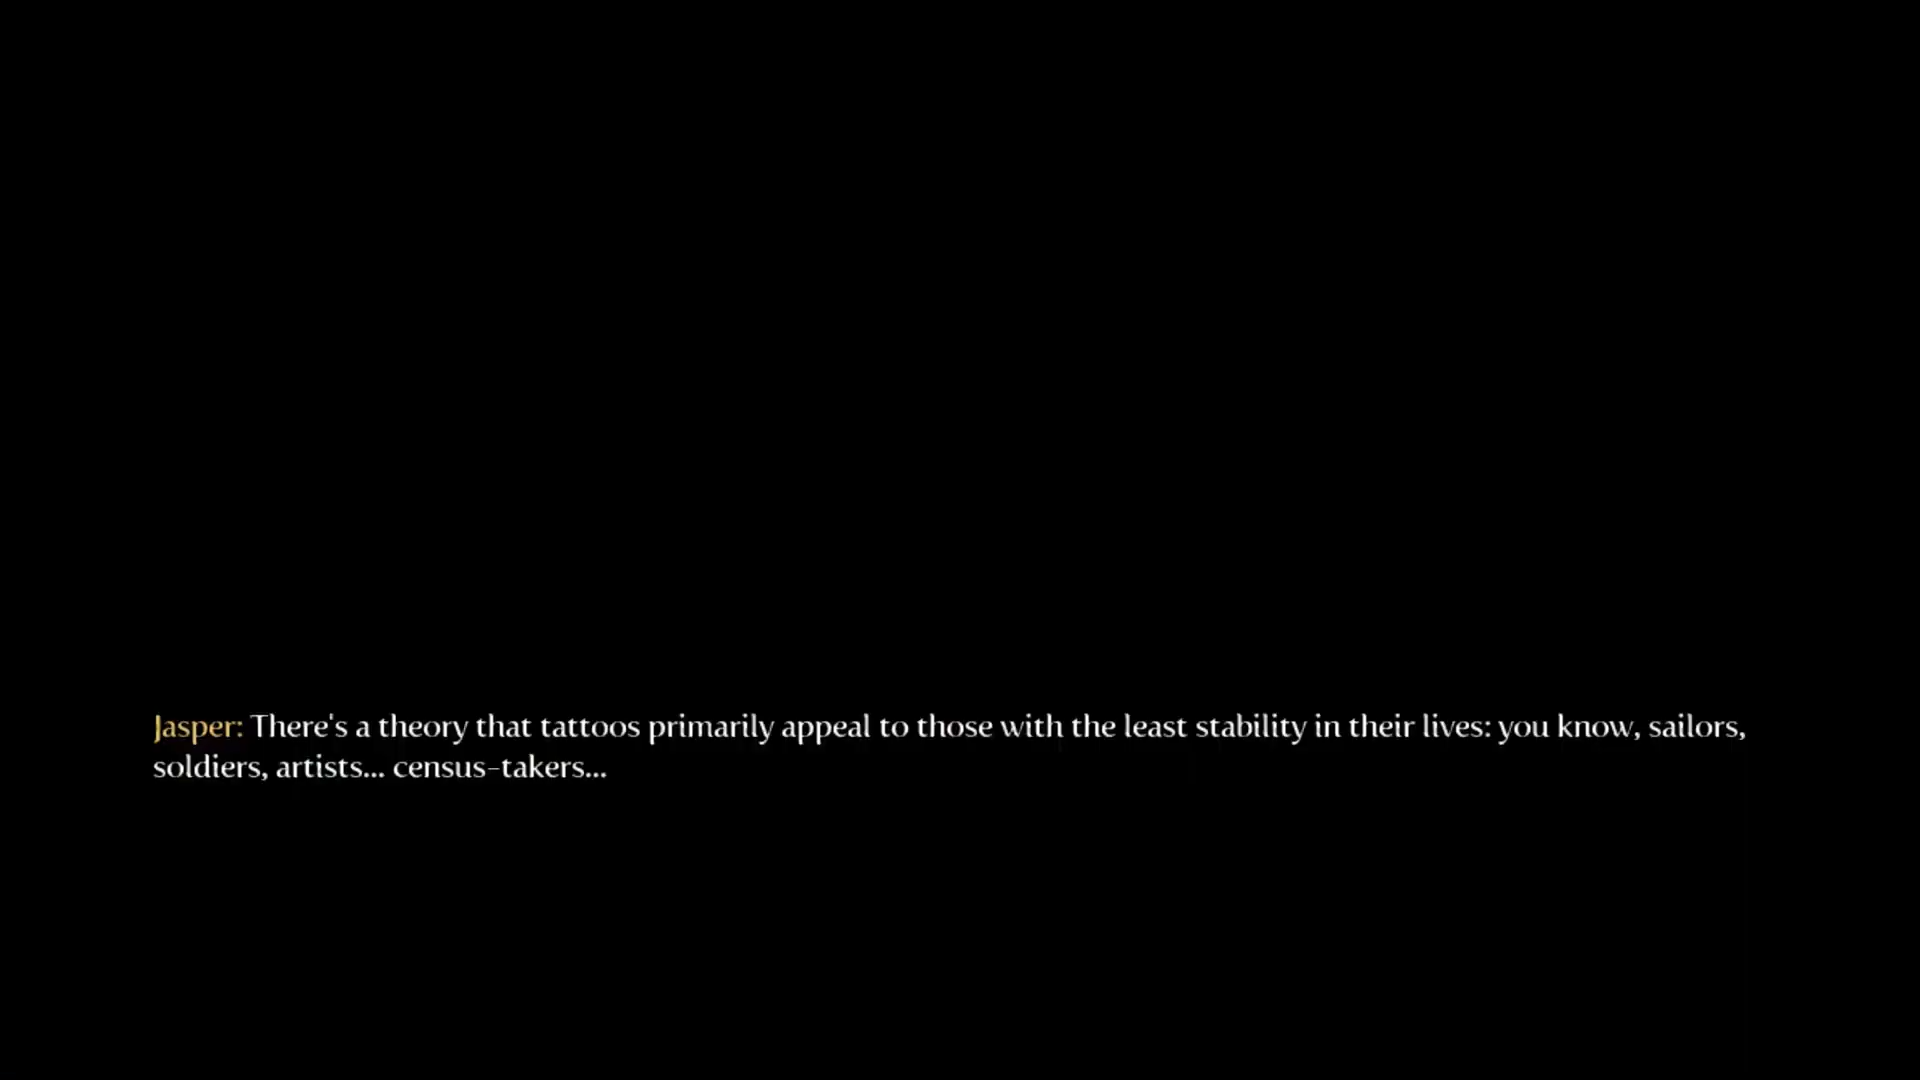 Jasper: There's a theory that tattoos primarily appeal to those with the least stability in their lives: you know, sailors,
soldiers, artists... census-takers...